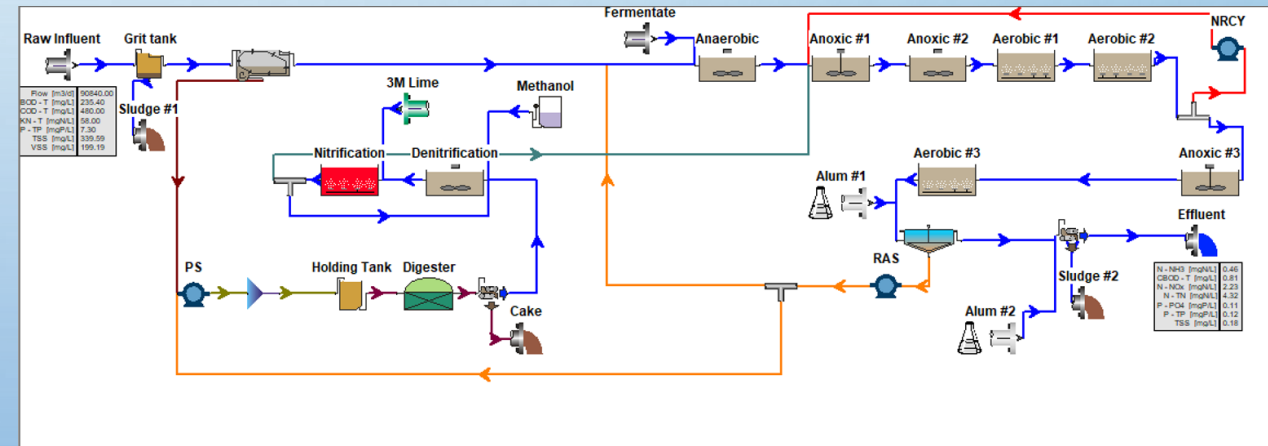 Fermentate
NRCY
Raw Influent
Grit tank
Anaerobic
Anoxic #1
Anoxic #2
Aerobic #1
Aerobic #2
3M Lime
Methanol
Flow [m3/d] 90840.00
BOD - T [mg/L] 235.40
COD - T [mg/L] 480.00
KN - T [mgN/L] 58.00
P - TP [mgP/L] 7.30
TSS [mg/L] 339.59
VSS [mg/L] 199.19
Sludge #1
Nitrification
Denitrification
Aerobic #3
Anoxic #3
Alum #1
Effluent
PS
Holding Tank
Digester
RAS
Sludge #2
N - NH3 [mgN/L] 0.46
CBOD - T [mg/L] 0.81
N - NOx [mgN/L] 2.23
N - TN [mgN/L] 4.32
P - PO4 [mgP/L] 0.11
P - TP [mgP/L] 0.12
TSS [mg/L] 0.18
Cake
Alum #2